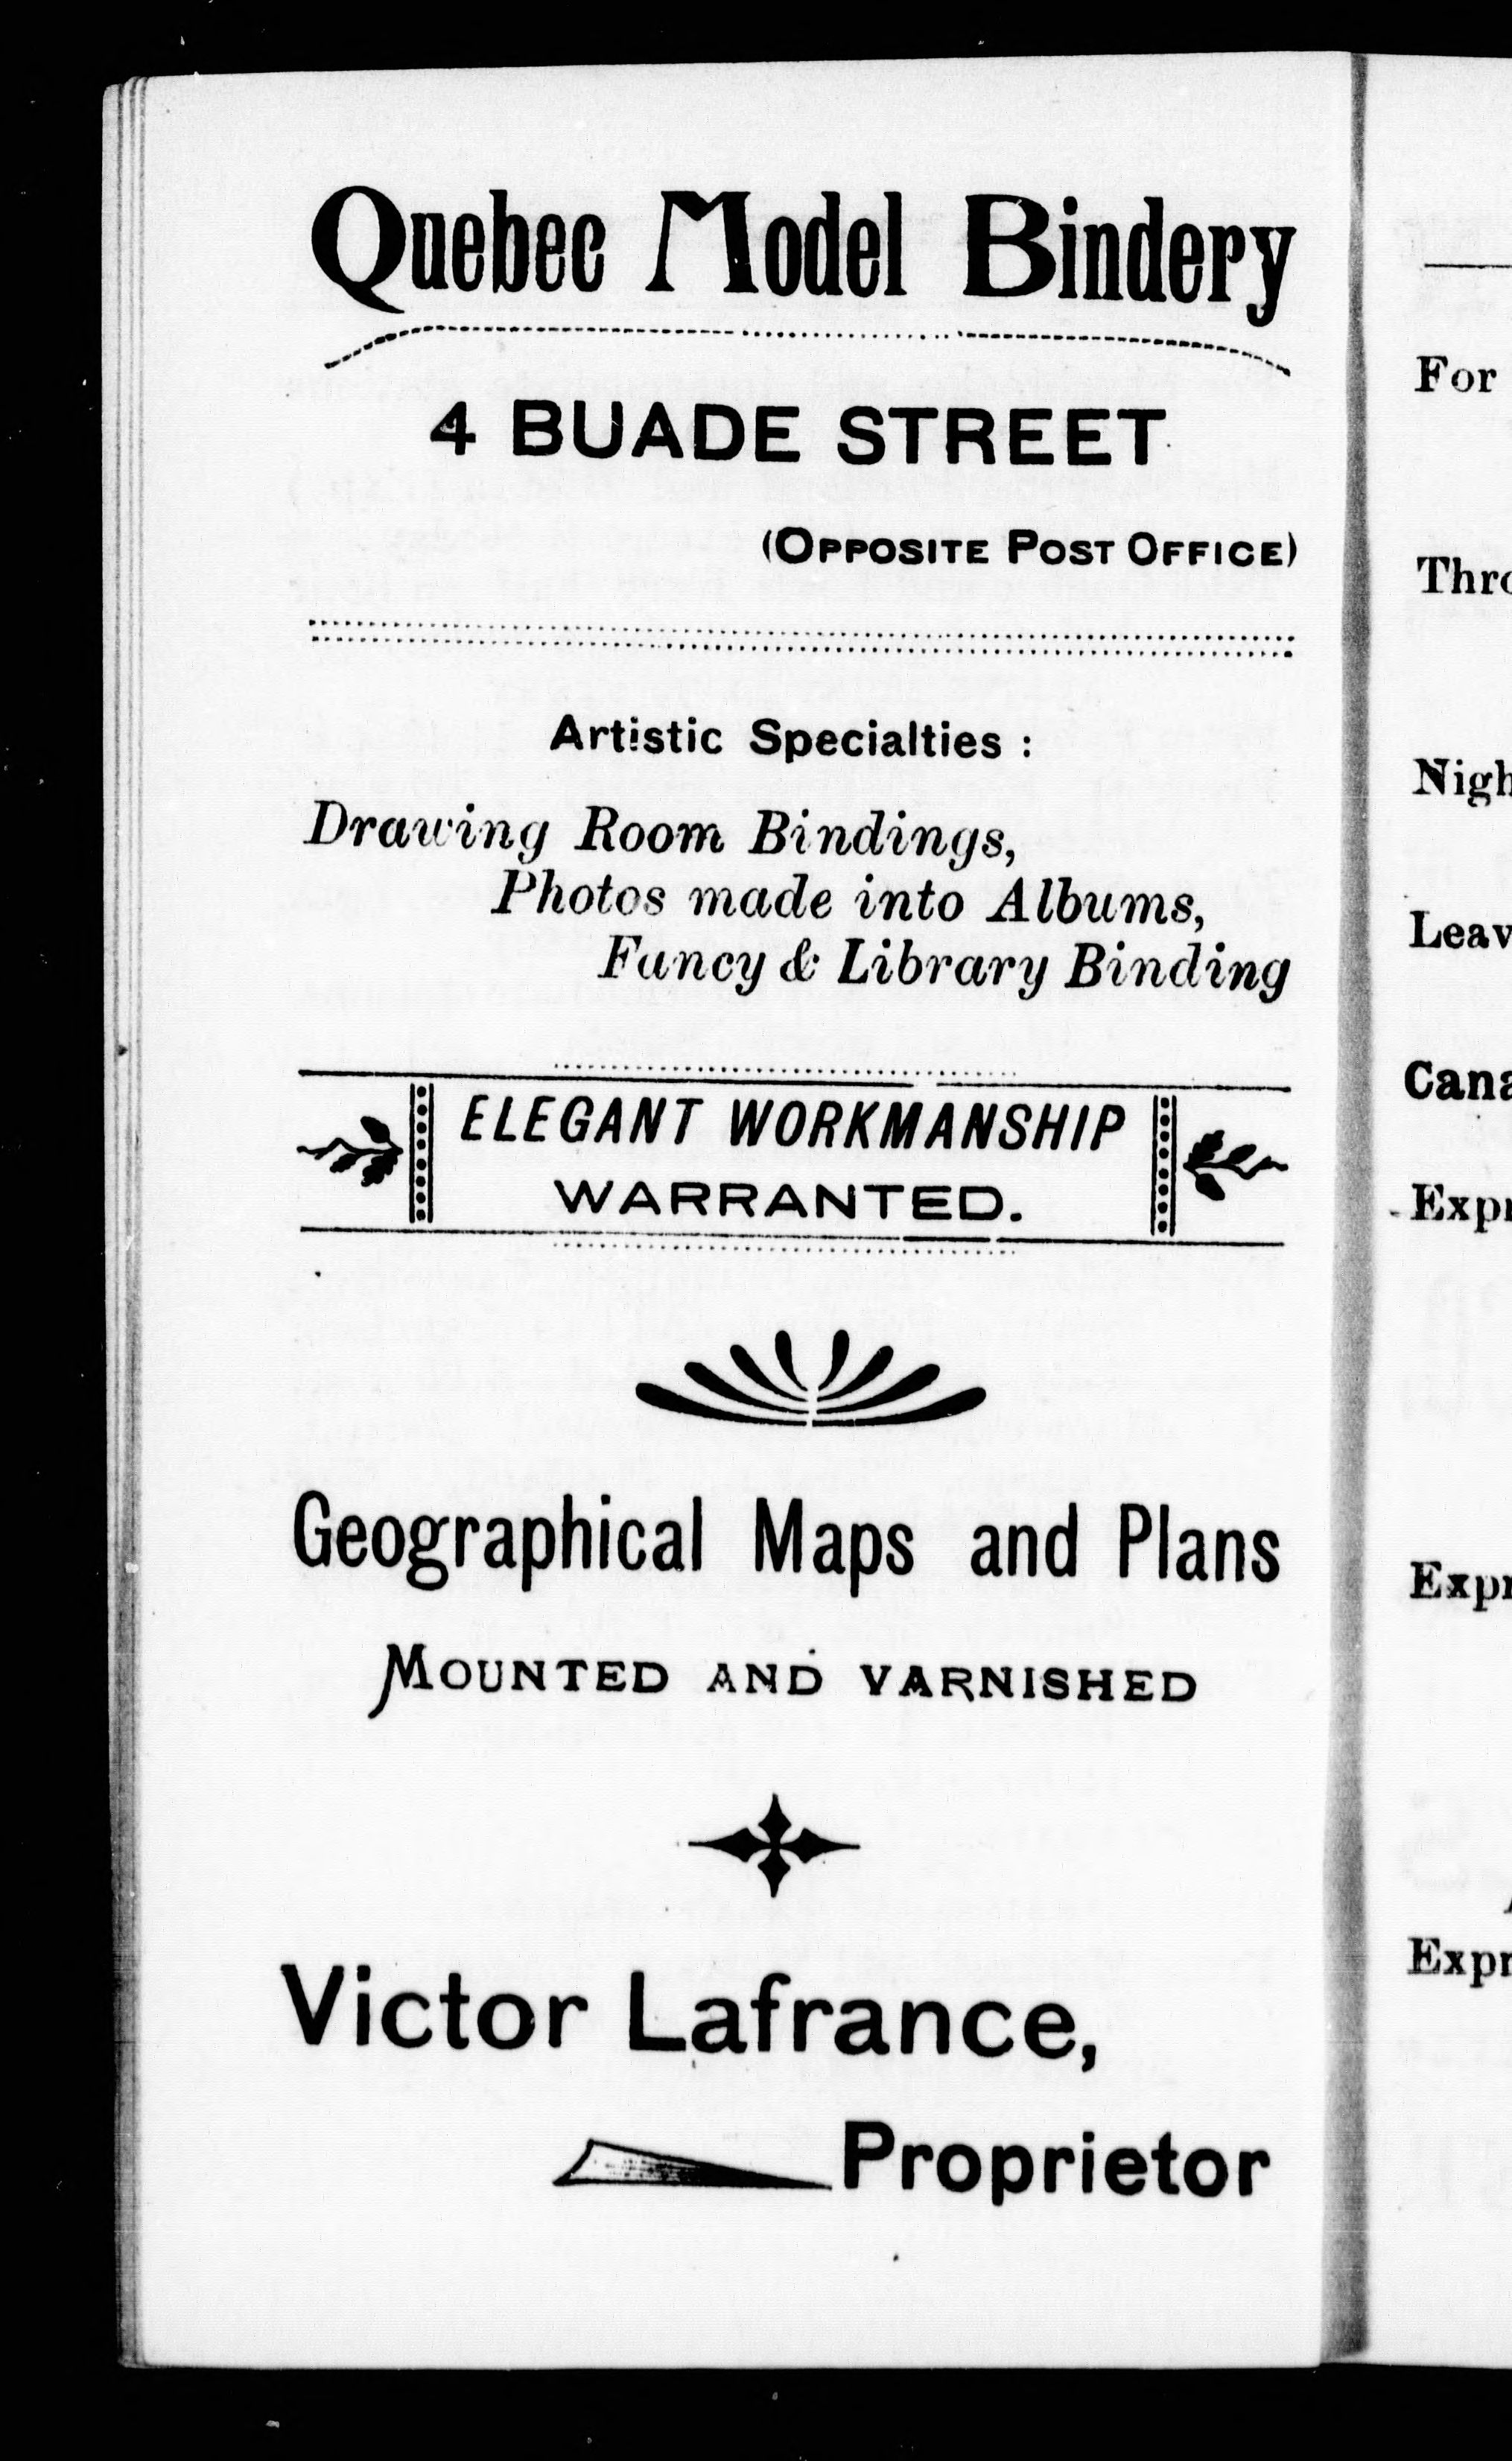 Quebec Model Bindery
4 BUADE STREET
(OPPOSITE POST OFFICE)
Artistic Specialties :
Drawing Room Bindings,
Photos made into Albums,
Fancy & Library Binding
ELEGANT WORKMANSHIP
WARRANTED.
Geographical Maps and Plans
MOUNTED AND VARNISHED
Victor Lafrance,
Proprietor
For